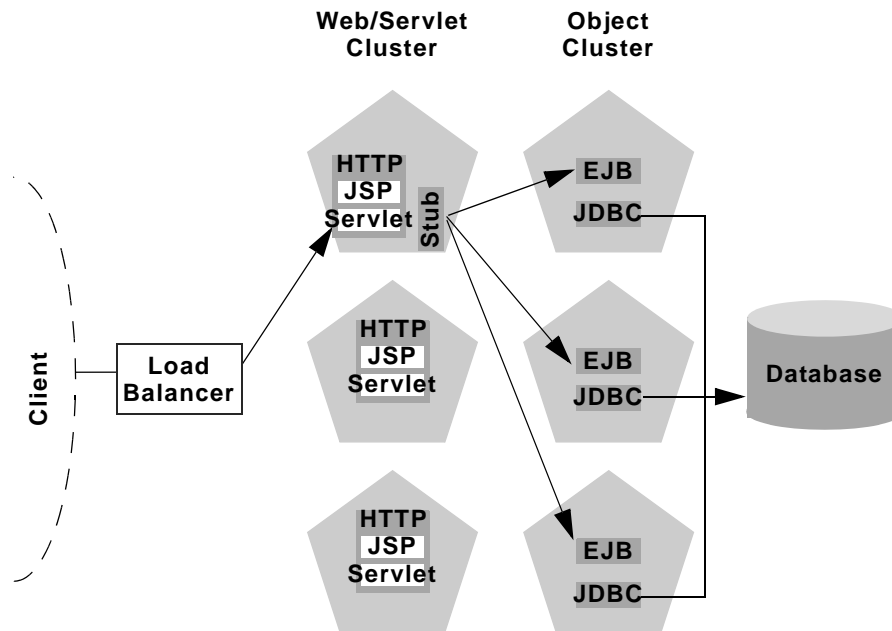 Web/Servlet
Cluster
Object
Cluster
HTTP
JSP
Servlet
Stub
EJB
JDBC
HTTP
JSP
Servlet
EJB
JDBC
Client
Load
Balancer
Database
HTTP
JSP
Servlet
EJB
JDBC